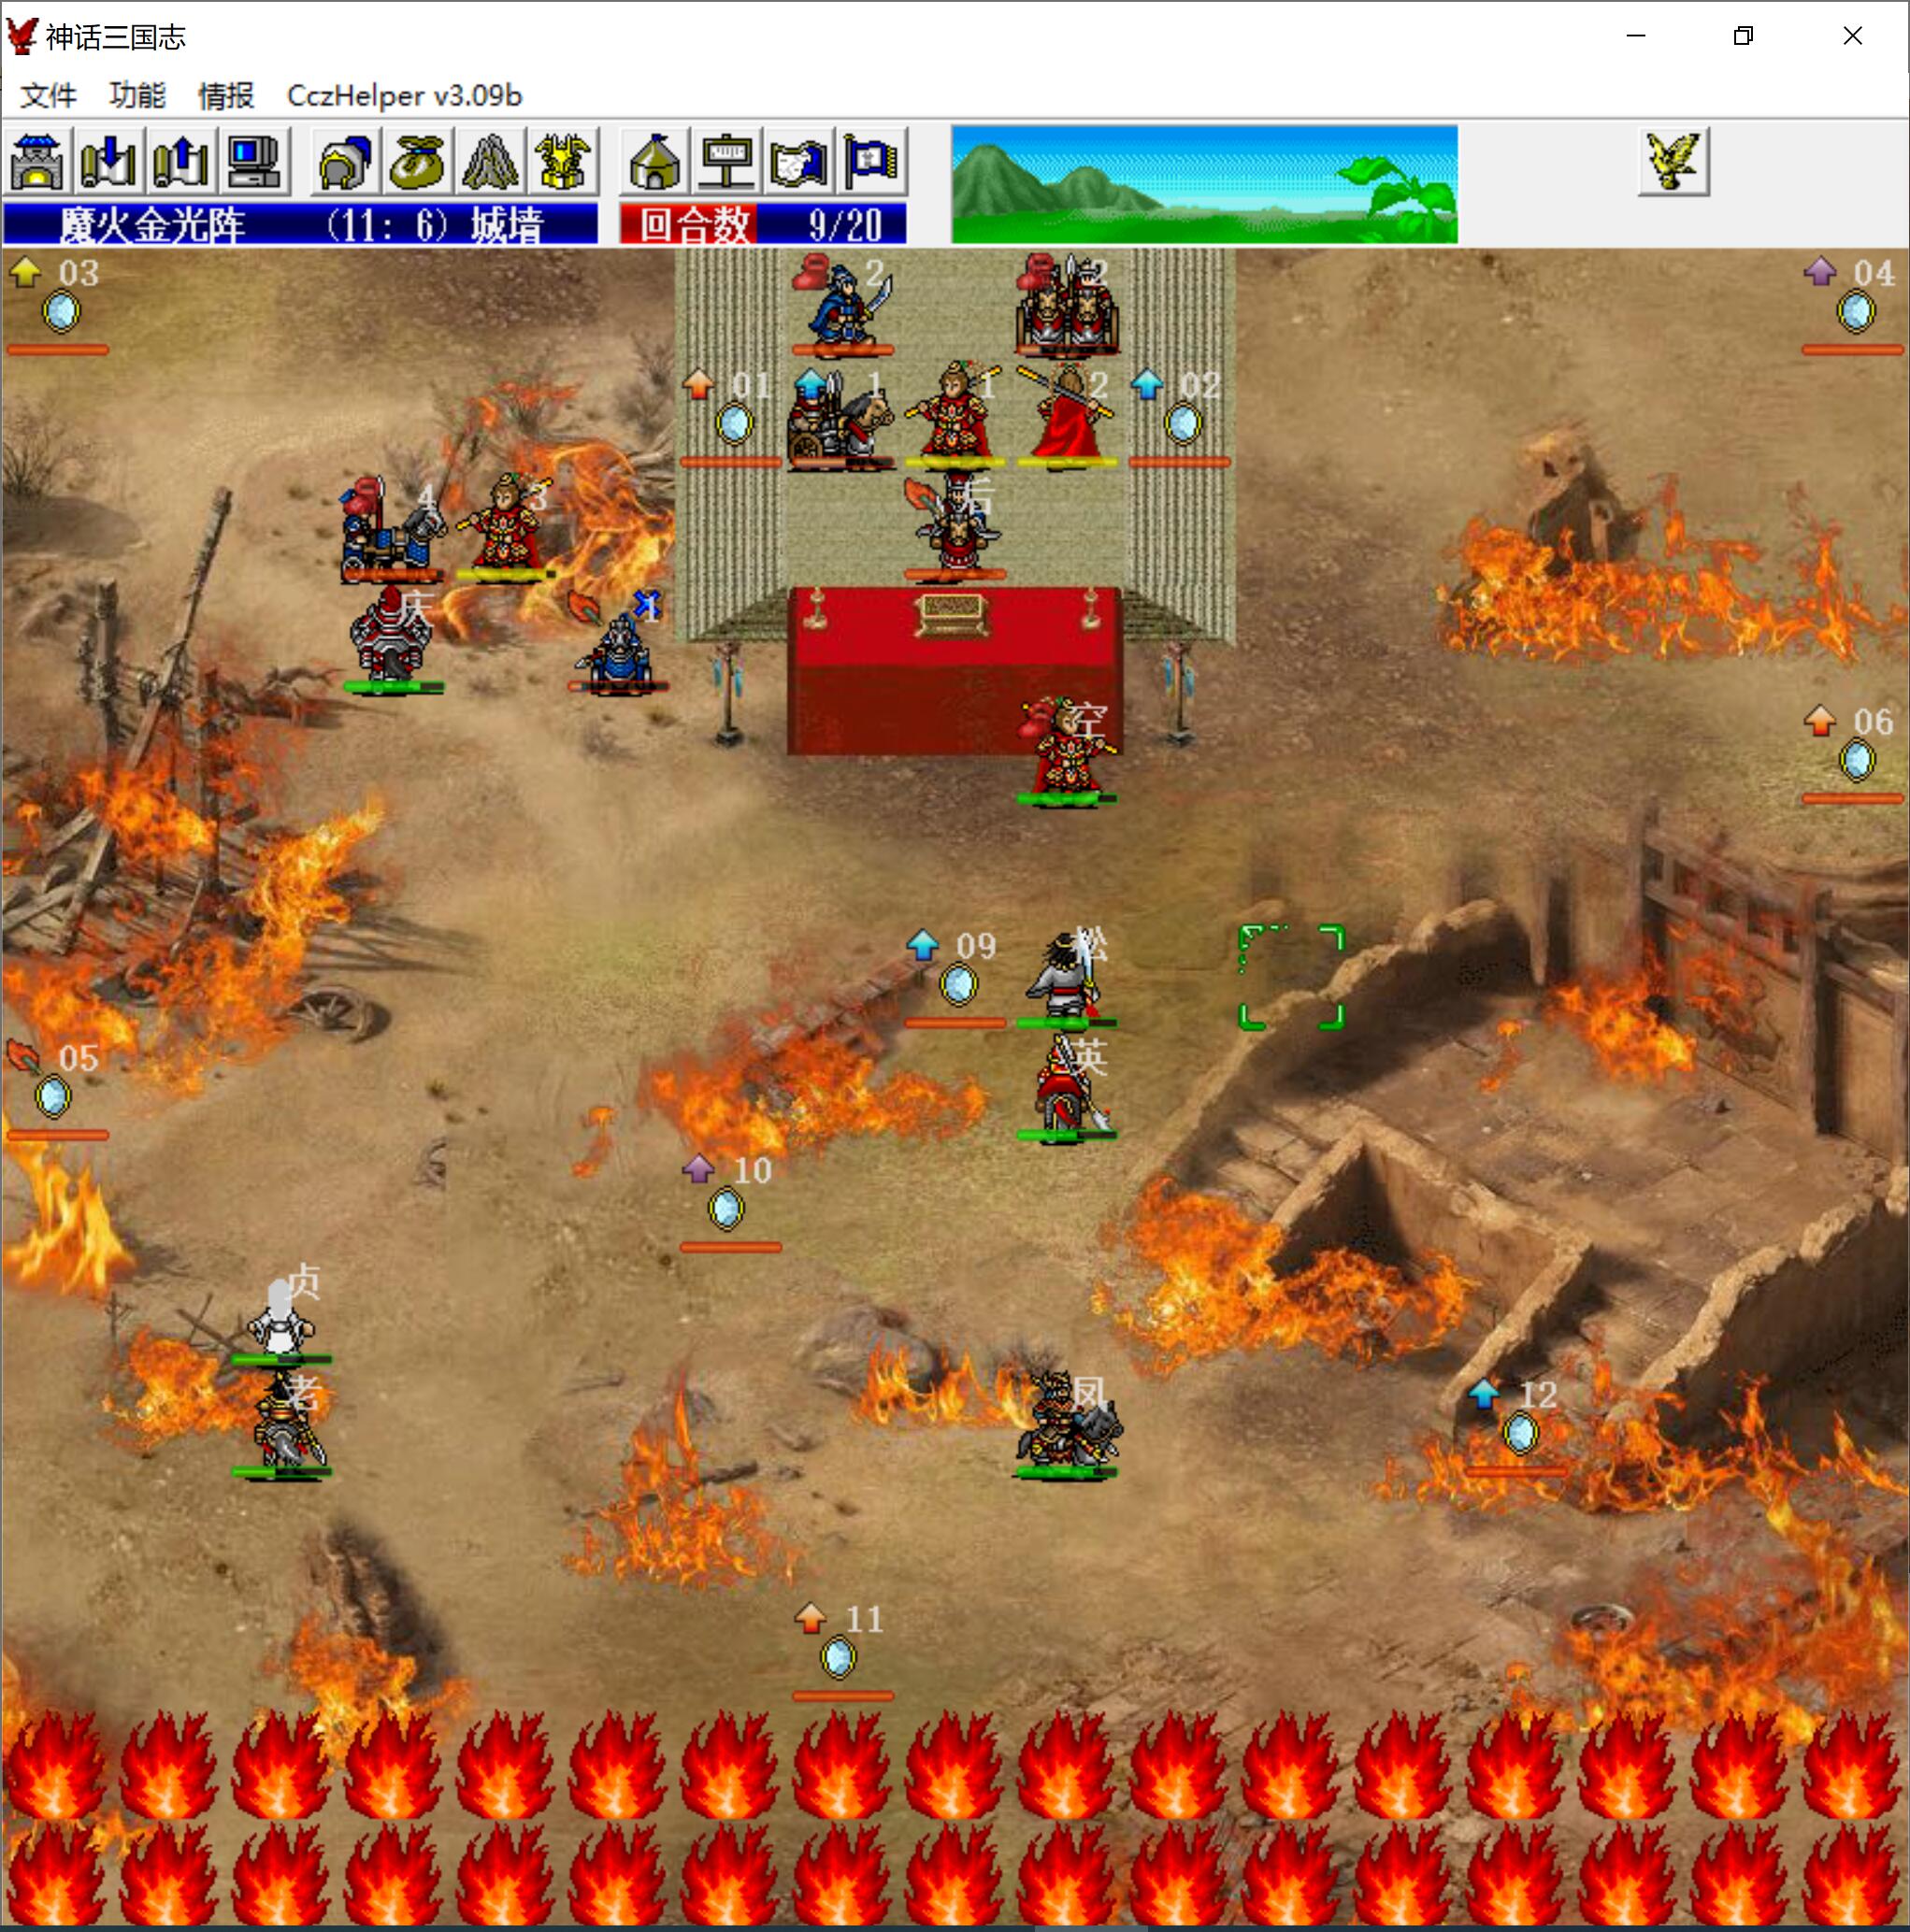 神话三国志
文件 功能 情报 CczHelper v3.09b
魔火金光阵 (11: 6) 城墙 回合数 9/20
03 2 2 04
01 1 1 2 02
4 3 后
庆 1
空 06
09 松
05 英
10
贞
老 凤 12
11